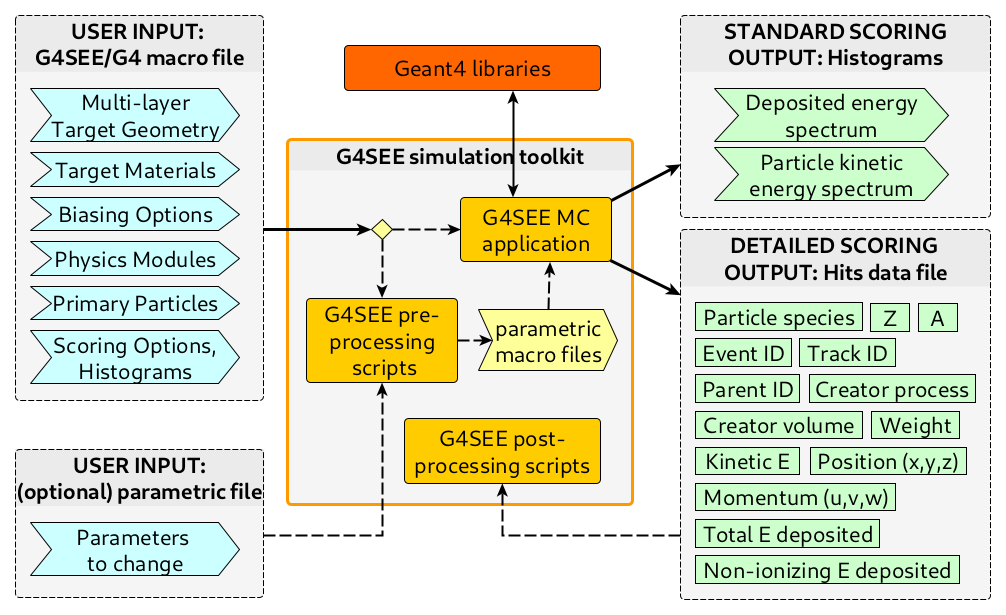 USER INPUT:
G4SEE/G4 macro file
Multi-layer
Target Geometry
Target Materials
Biasing Options
Physics Modules
Primary Particles
Scoring Options,
Histograms
USER INPUT:
(optional) parametric file
Parameters
to change
Geant4 libraries
G4SEE simulation toolkit
G4SEE MC
application
G4SEE pre-
processing
scripts
parametric
macro files
G4SEE post-
processing scripts
STANDARD SCORING
OUTPUT: Histograms
Deposited energy
spectrum
Particle kinetic
energy spectrum
DETAILED SCORING
OUTPUT: Hits data file
Particle species Z A
Event ID Track ID
Parent ID Creator process
Creator volume Weight
Kinetic E Position (x,y,z)
Momentum (u,v,w)
Total E deposited
Non-ionizing E deposited